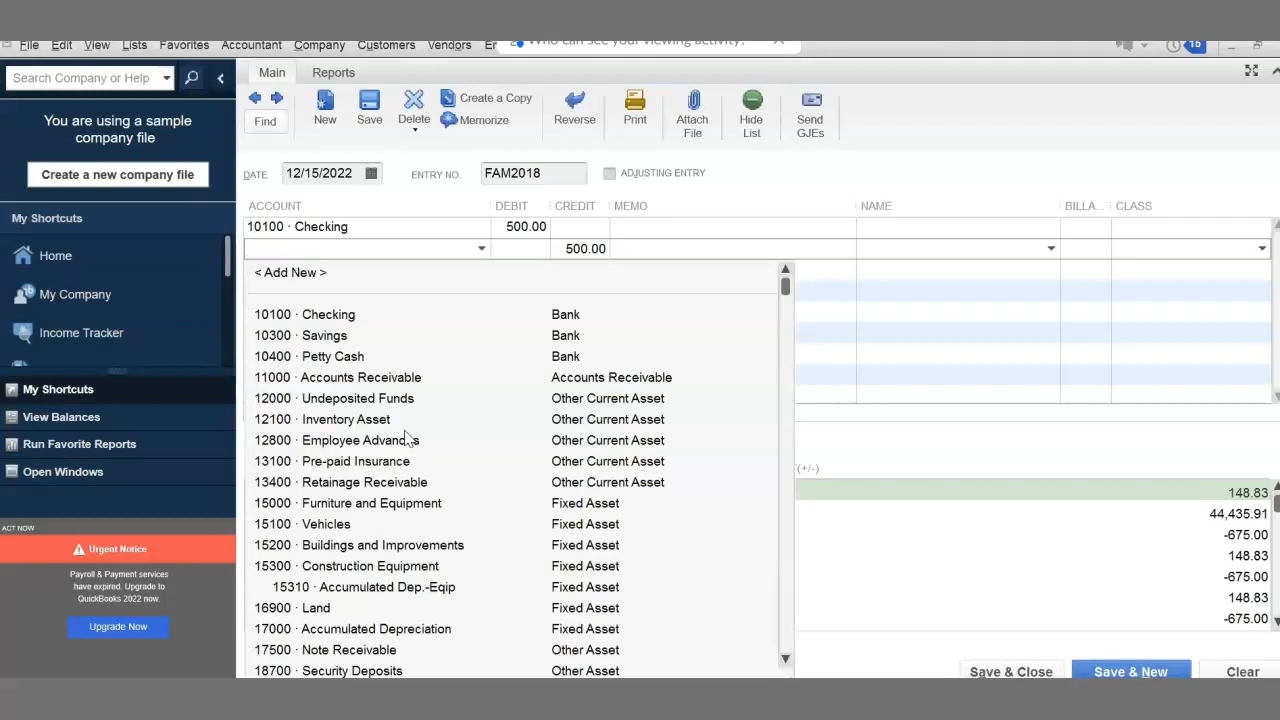 File Edit View Lists Favorites Accountant Company Customers Vendors
Who can see your viewing activity?
15
Search Company or Help
Main Reports
You are using a sample
company file
Create a new company file
My Shortcuts
Home
My Company
Income Tracker
My Shortcuts
View Balances
Run Favorite Reports
Open Windows
ACT NOW
Urgent Notice
Payroll & Payment services
have expired. Upgrade to
QuickBooks 2022 now.
Upgrade Now
Find
New
Save
Delete
Create a Copy
Memorize
Reverse
Print
Attach
File
Hide
List
Send
GJEs
DATE 12/15/2022 ENTRY NO. FAM2018 ADJUSTING ENTRY
ACCOUNT DEBIT CREDIT MEMO NAME BILLA... CLASS
10100 · Checking 500.00
500.00
< Add New >
10100 · Checking Bank
10300 · Savings Bank
10400 · Petty Cash Bank
11000 · Accounts Receivable Accounts Receivable
12000 · Undeposited Funds Other Current Asset
12100 · Inventory Asset Other Current Asset
12800 · Employee Advances Other Current Asset
13100 · Pre-paid Insurance Other Current Asset
13400 · Retainage Receivable Other Current Asset
15000 · Furniture and Equipment Fixed Asset
15100 · Vehicles Fixed Asset
15200 · Buildings and Improvements Fixed Asset
15300 · Construction Equipment Fixed Asset
15310 · Accumulated Dep.-Eqip Fixed Asset
16900 · Land Fixed Asset
17000 · Accumulated Depreciation Fixed Asset
17500 · Note Receivable Other Asset
18700 · Security Deposits Other Asset
(+/-)
148.83
44,435.91
-675.00
148.83
-675.00
148.83
-675.00
Save & Close Save & New Clear